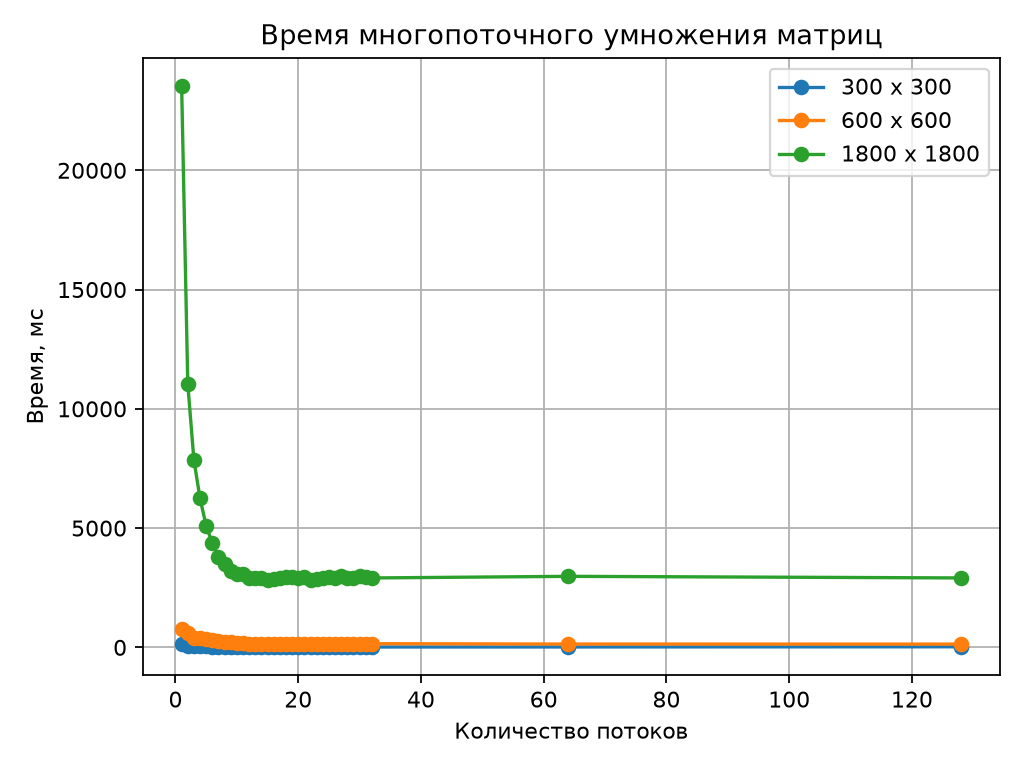 Время многопоточного умножения матриц
300 x 300
600 x 600
1800 x 1800
Время, мс
20000
15000
10000
5000
0
0 20 40 60 80 100 120
Количество потоков